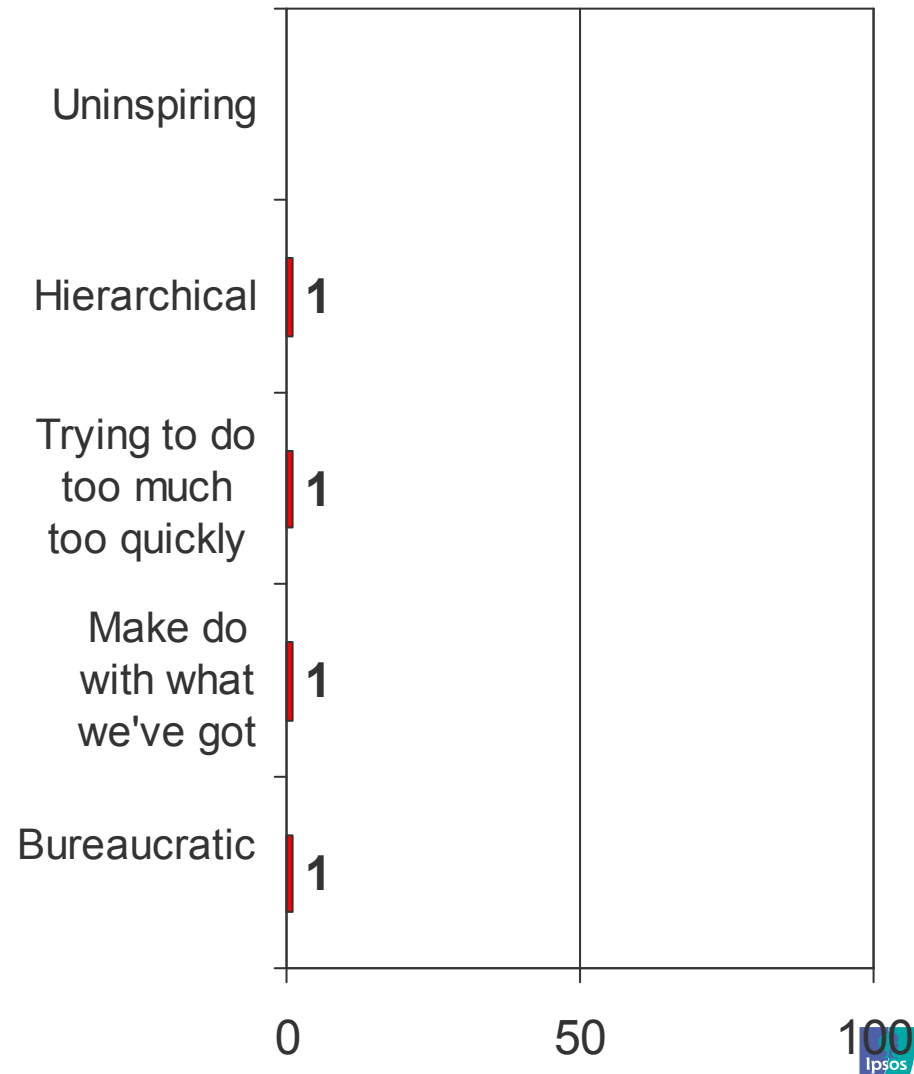 Uninspiring
Hierarchical
1
Trying to do
too much
too quickly
1
Make do
with what
we've got
1
Bureaucratic
1
0
50
100
Ipsos